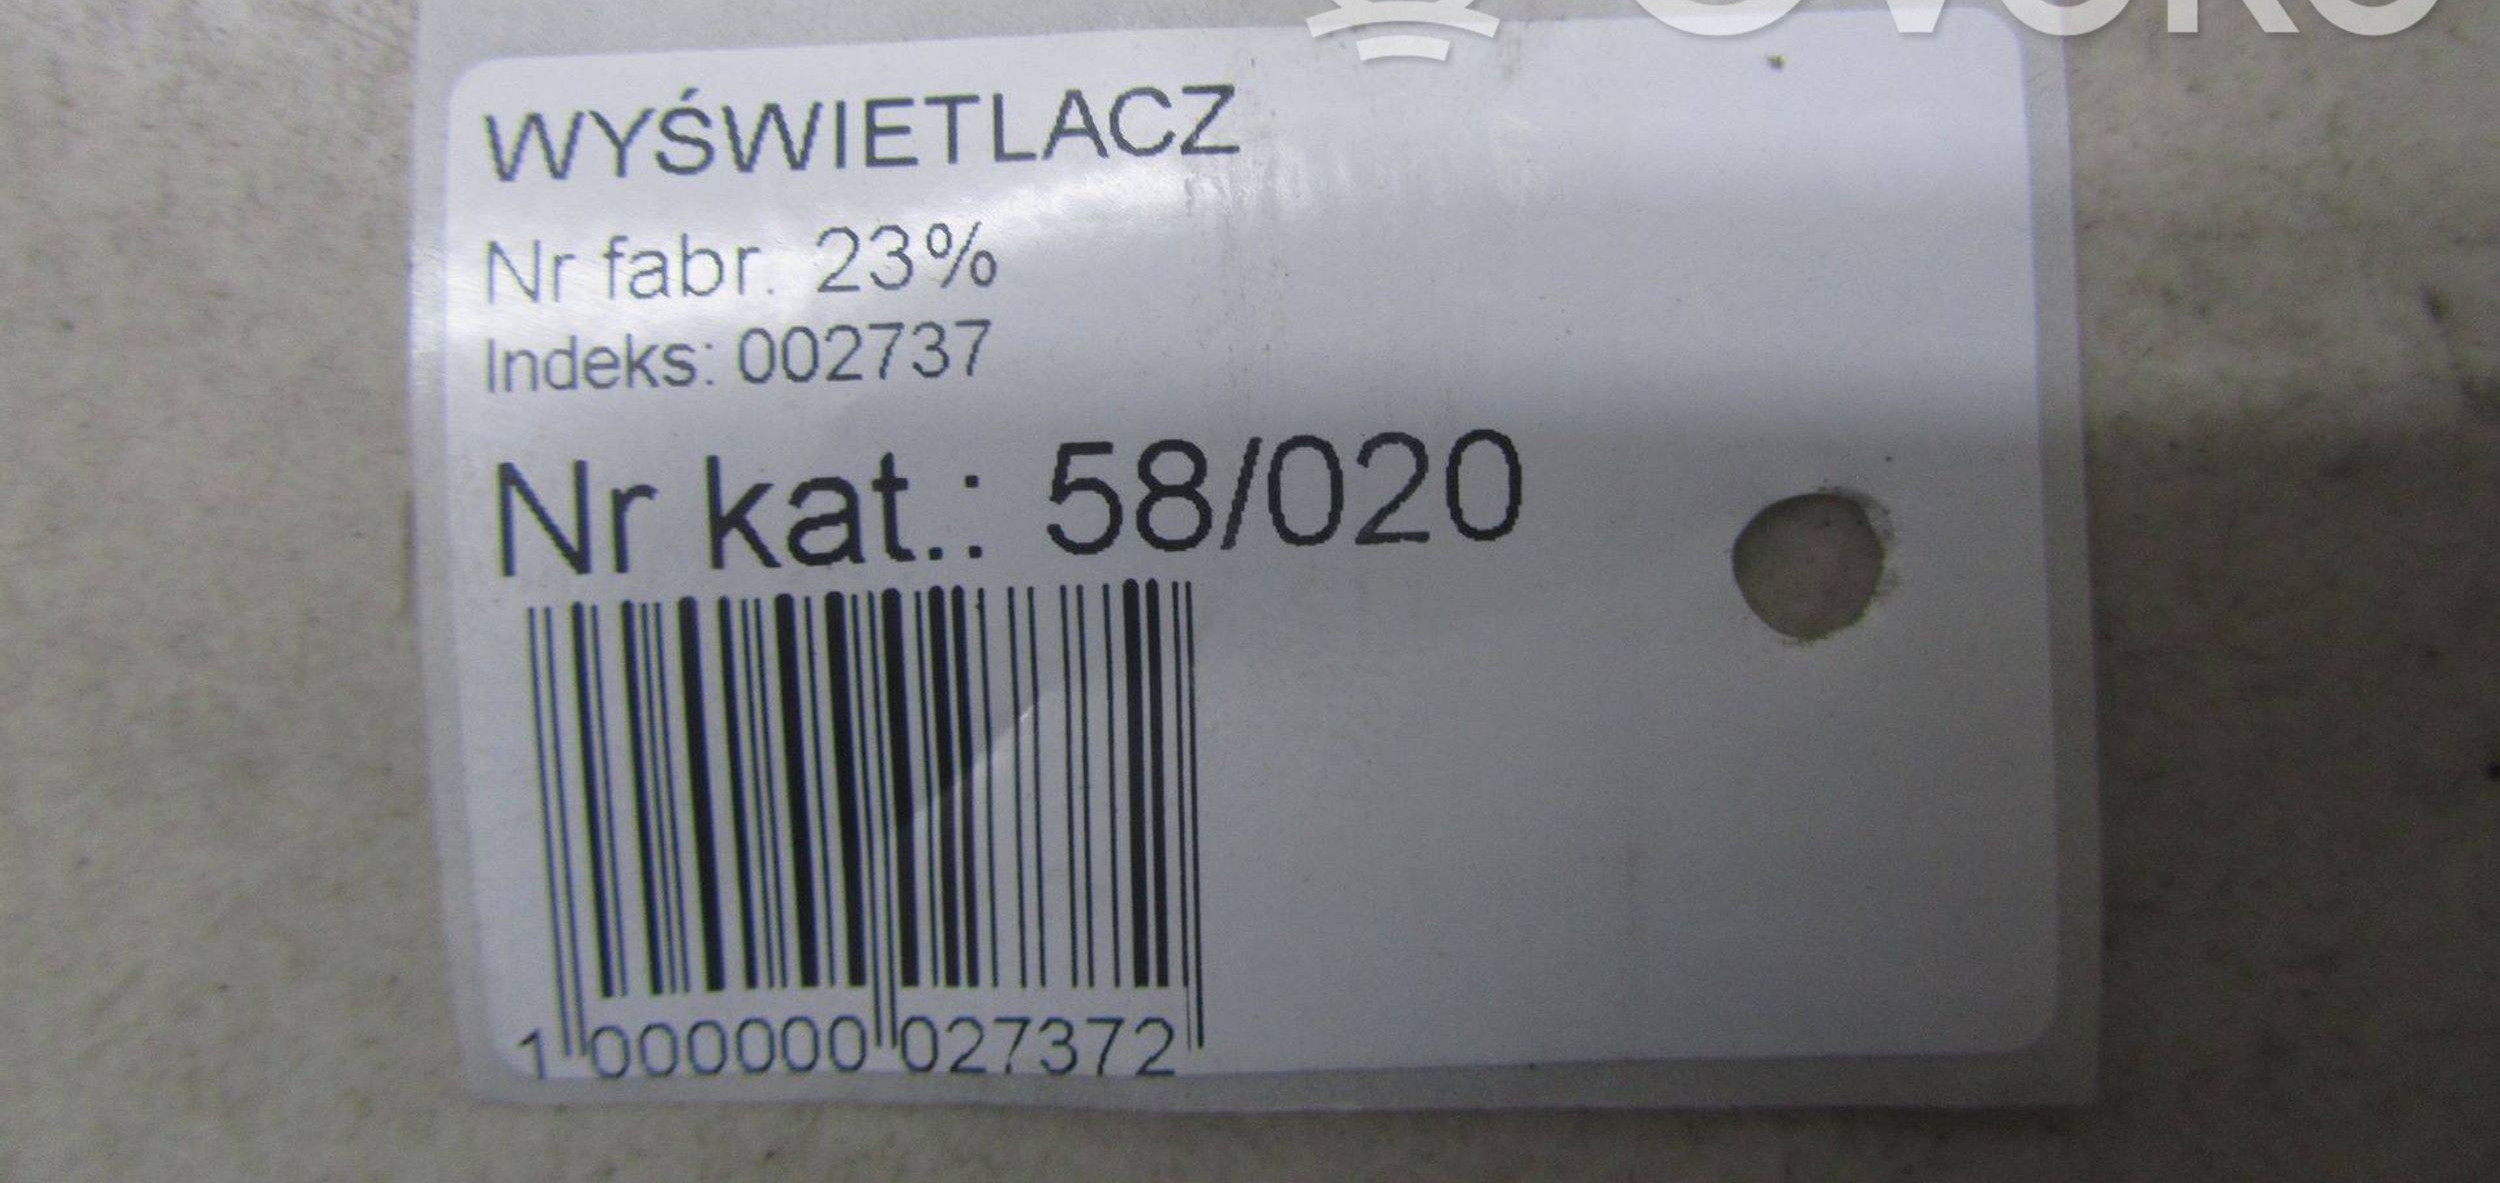 WYŚWIETLACZ
Nr fabr. 23%
Indeks: 002737
Nr kat.: 58/020
1 000000 027372